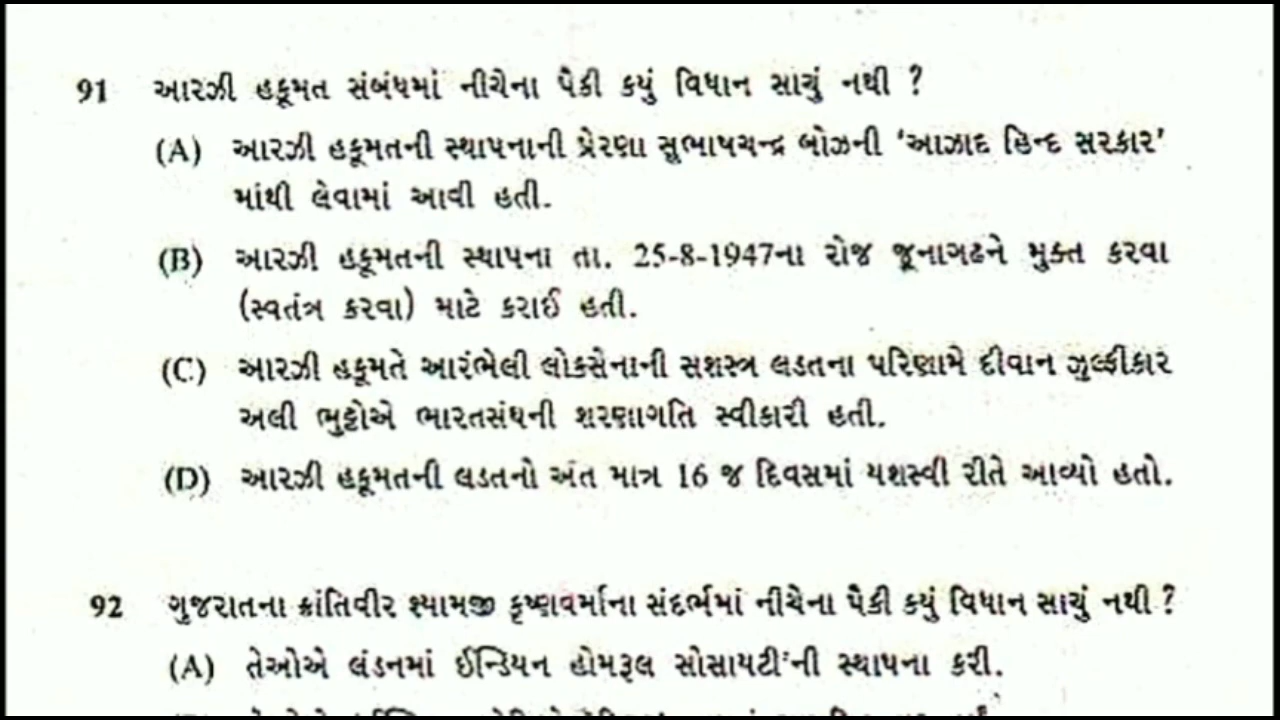 91 આરઝી હકૂમત સંબંધમાં નીચેના પૈકી કયું વિધાન સાચું નથી ?
(A) આરઝી હકૂમતની સ્થાપનાની પ્રેરણા સુભાષચન્દ્ર બોઝની ‘આઝાદ હિન્દ સરકાર’
માંથી લેવામાં આવી હતી.
(B) આરઝી હકૂમતની સ્થાપના તા. 25-8-1947ના રોજ જૂનાગઢને મુક્ત કરવા
(સ્વતંત્ર કરવા) માટે કરાઈ હતી.
(C) આરઝી હકૂમતે આરંભેલી લોકસેનાની સશસ્ત્ર લડતના પરિણામે દીવાન ઝુલ્ફીકાર
અલી ભુટ્ટોએ ભારતસંઘની શરણાગતિ સ્વીકારી હતી.
(D) આરઝી હકૂમતની લડતનો અંત માત્ર 16 જ દિવસમાં યશસ્વી રીતે આવ્યો હતો.
92 ગુજરાતના ક્રાંતિવીર શ્યામજી કૃષ્ણવર્માના સંદર્ભમાં નીચેના પૈકી કયું વિધાન સાચું નથી ?
(A) તેઓએ લંડનમાં ઈન્ડિયન હોમરૂલ સોસાયટી'ની સ્થાપના કરી.